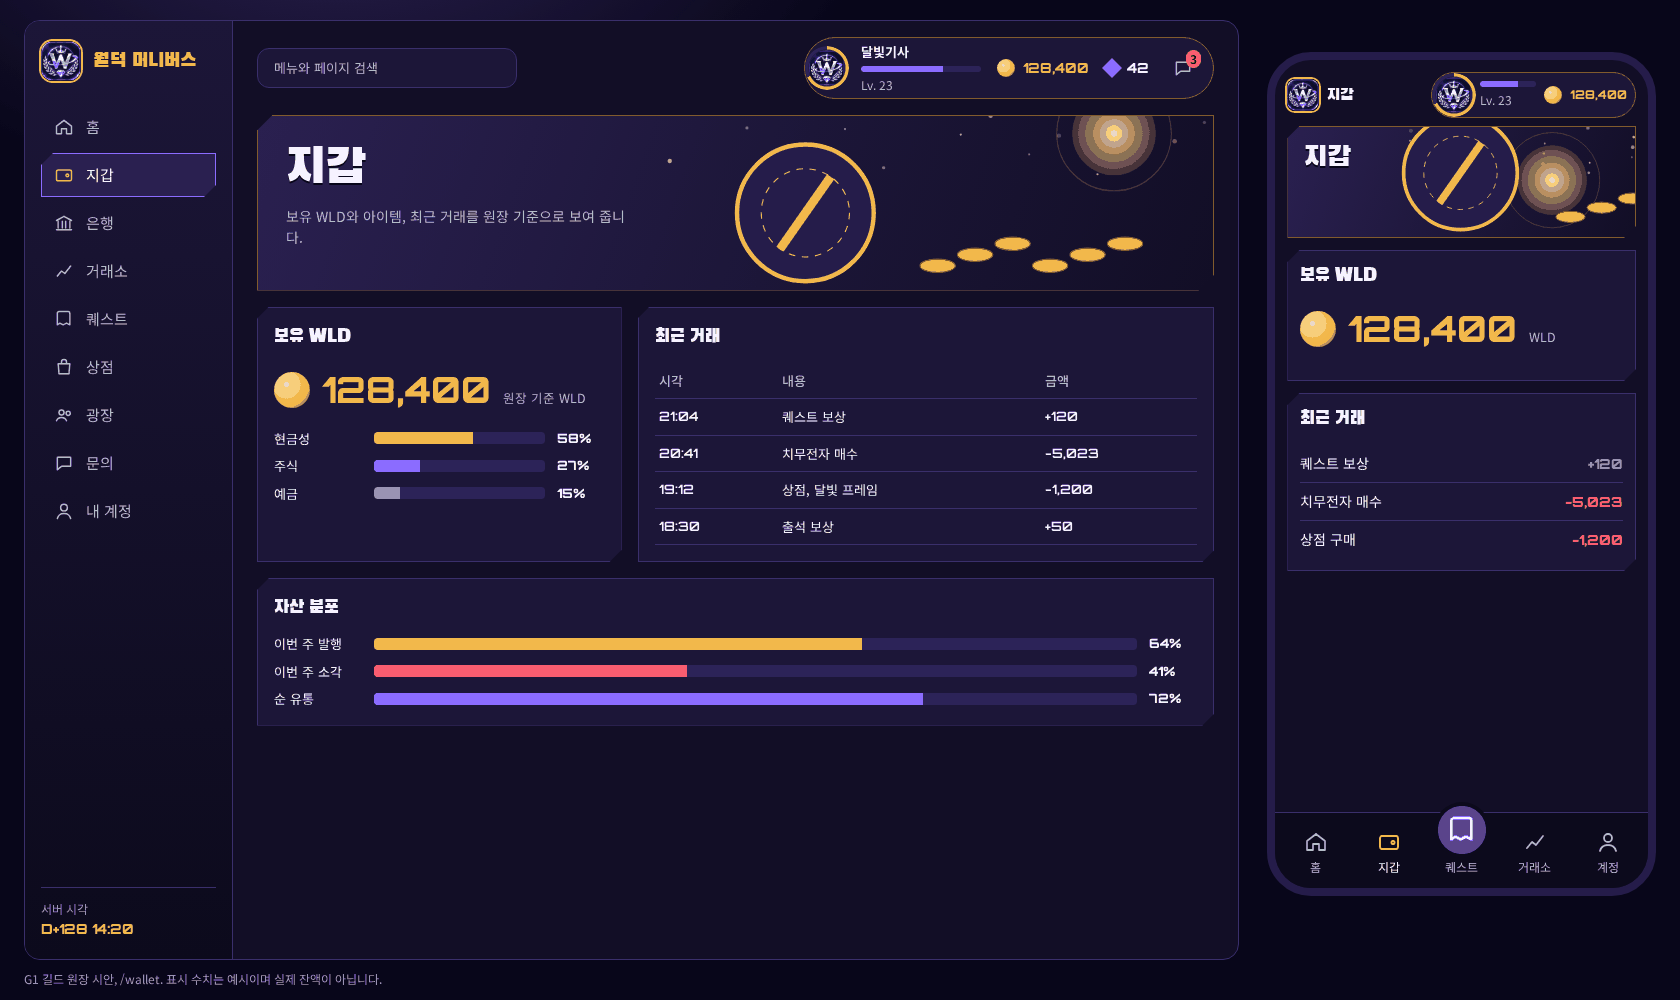 원덕 머니버스
홈
지갑
은행
거래소
퀘스트
상점
광장
문의
내 계정
서버 시각
D+128 14:20
메뉴와 페이지 검색
W
달빛기사
Lv. 23
128,400
42
3
지갑
보유 WLD와 아이템, 최근 거래를 원장 기준으로 보여 줍니
다.
보유 WLD
128,400 원장 기준 WLD
현금성 58%
주식 27%
예금 15%
최근 거래
시각 내용 금액
21:04 퀘스트 보상 +120
20:41 치무전자 매수 -5,023
19:12 상점, 달빛 프레임 -1,200
18:30 출석 보상 +50
자산 분포
이번 주 발행 64%
이번 주 소각 41%
순 유통 72%
W 지갑
W Lv. 23 128,400
지갑
보유 WLD
128,400 WLD
최근 거래
퀘스트 보상 +120
치무전자 매수 -5,023
상점 구매 -1,200
홈 지갑 퀘스트 거래소 계정
G1 길드 원장 시안, /wallet. 표시 수치는 예시이며 실제 잔액이 아닙니다.